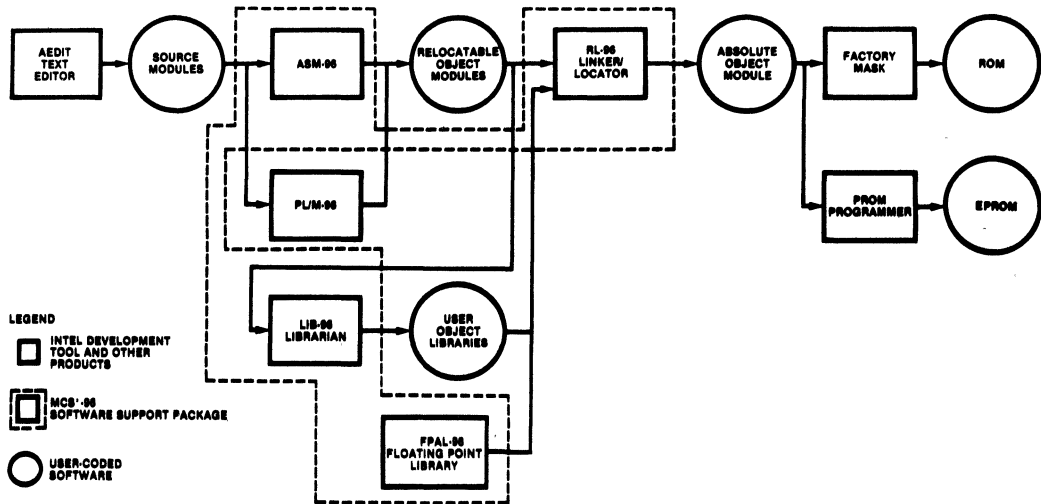 AEDIT
TEXT
EDITOR
SOURCE
MODULES
ASM-96
RELOCATABLE
OBJECT
MODULES
RL-96
LINKER/
LOCATOR
ABSOLUTE
OBJECT
MODULE
FACTORY
MASK
ROM
PL/M-96
PROM
PROGRAMMER
EPROM
LIB-96
LIBRARIAN
USER
OBJECT
LIBRARIES
FPAL-96
FLOATING POINT
LIBRARY
LEGEND
INTEL DEVELOPMENT
TOOL AND OTHER
PRODUCTS
MCS'-96
SOFTWARE SUPPORT PACKAGE
USER-CODED
SOFTWARE